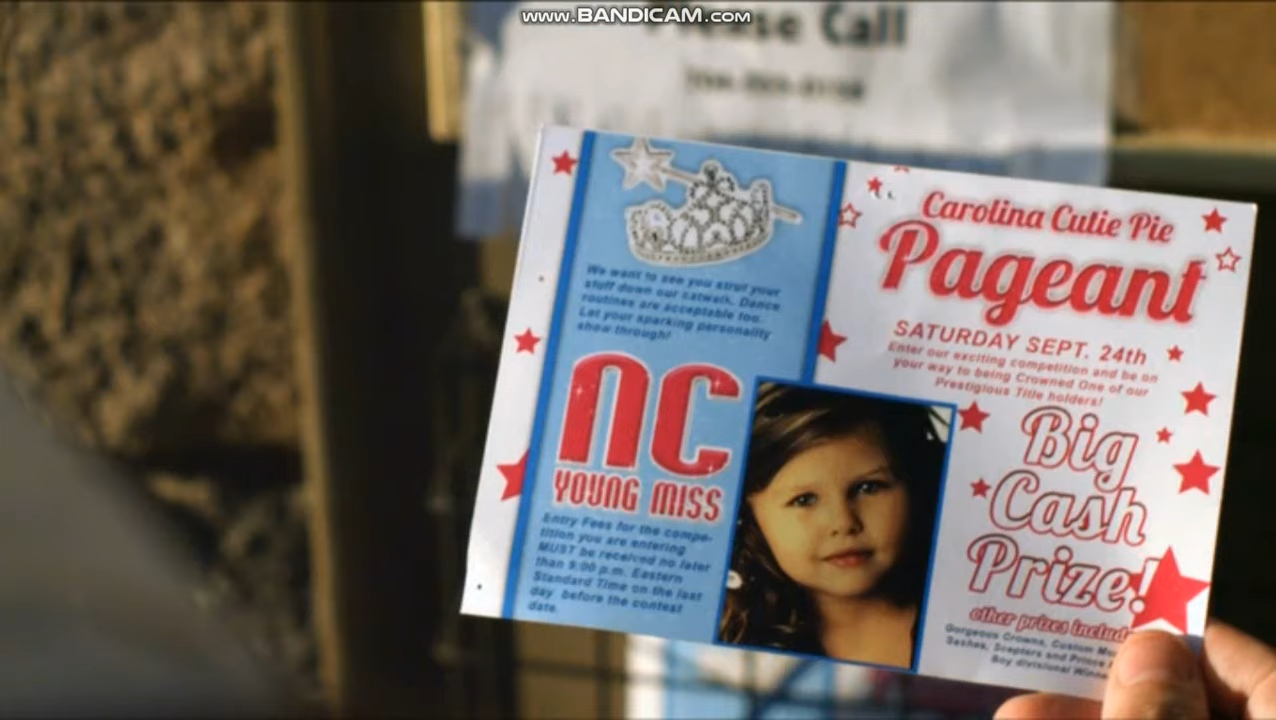 www.BANDICAM.com
Please Call
We want to see you strut your
stuff down our catwalk. Dance
routines are acceptable too.
Let your sparking personality
show through!
NC
YOUNG MISS
Entry Fees for the compe-
tition you are entering
MUST be received no later
than 9:00 p.m. Eastern
Standard Time on the last
day before the contest
date.
Carolina Cutie Pie
Pageant
SATURDAY SEPT. 24th
Enter our exciting competition and be on
your way to being Crowned One of our
Prestigious Title holders!
Big
Cash
Prize!
other prizes include
Gorgeous Crowns, Custom
Sashes, Scepters and Prince
Boy divisional